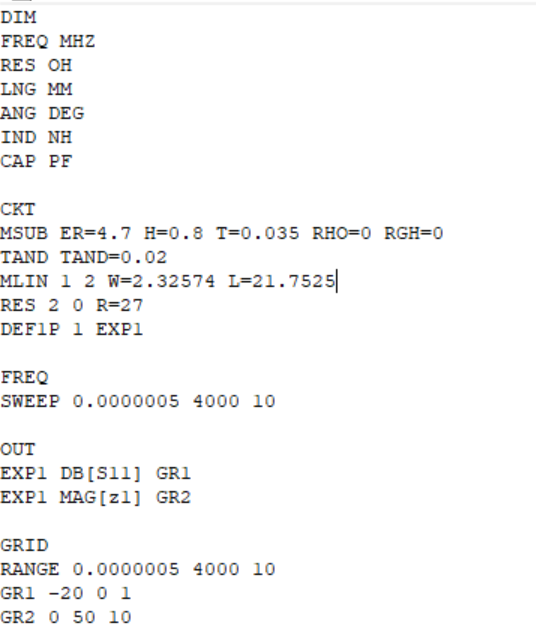 DIM
FREQ MHZ
RES OH
LNG MM
ANG DEG
IND NH
CAP PF
CKT
MSUB ER=4.7 H=0.8 T=0.035 RHO=0 RGH=0
TAND TAND=0.02
MLIN 1 2 W=2.32574 L=21.7525
RES 2 0 R=27
DEF1P 1 EXP1
FREQ
SWEEP 0.0000005 4000 10
OUT
EXP1 DB[S11] GR1
EXP1 MAG[z1] GR2
GRID
RANGE 0.0000005 4000 10
GR1 -20 0 1
GR2 0 50 10